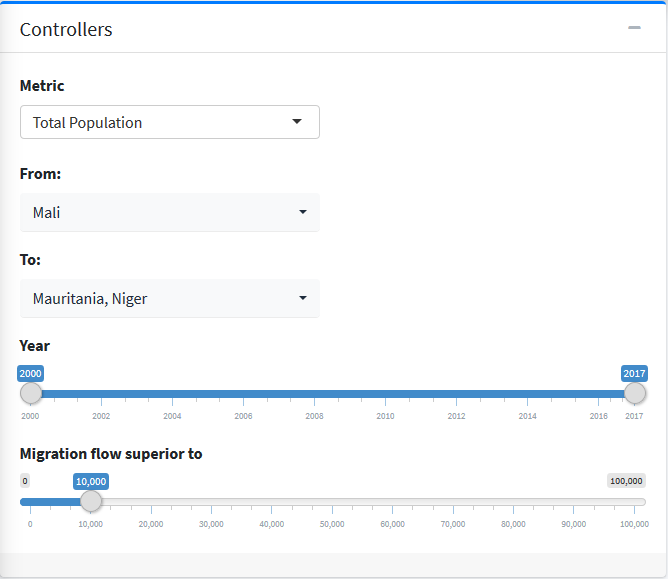 Controllers
Metric
Total Population
From:
Mali
To:
Mauritania, Niger
Year
2000 2017
2000 2002 2004 2006 2008 2010 2012 2014 2016 2017
Migration flow superior to
0 10,000 100,000
0 10,000 20,000 30,000 40,000 50,000 60,000 70,000 80,000 90,000 100,000